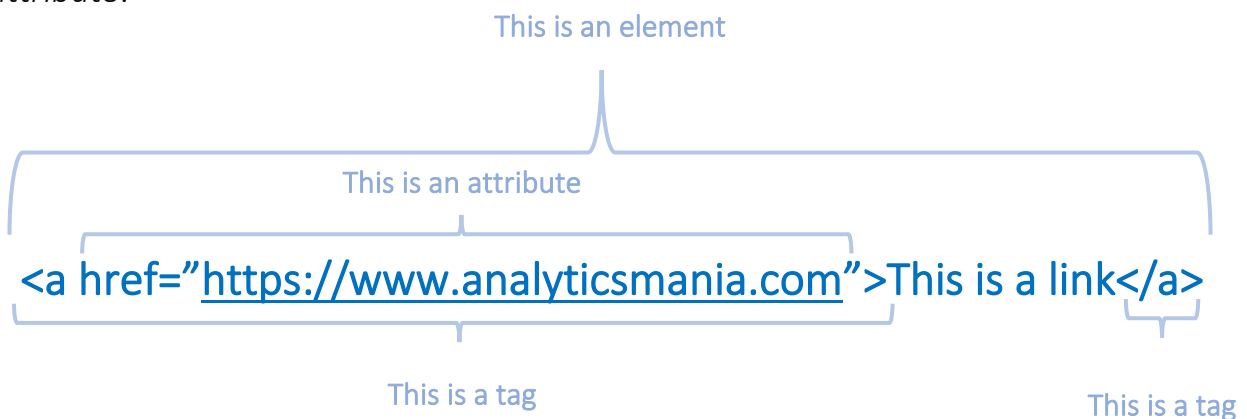 This is an element
This is an attribute
<a href=”https://www.analyticsmania.com”>This is a link</a>
This is a tag
This is a tag